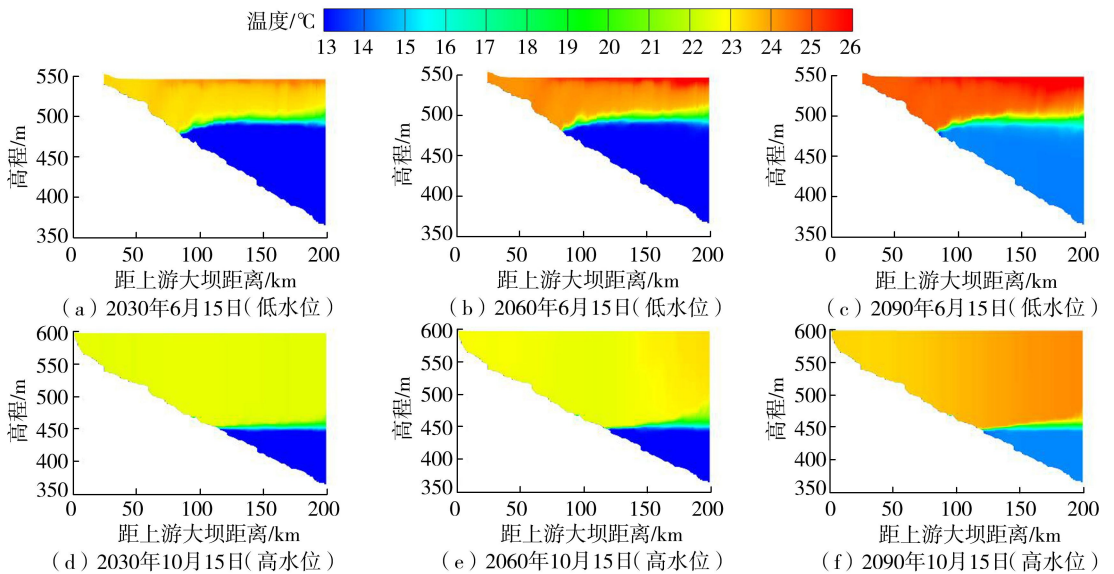 温度/℃
13 14 15 16 17 18 19 20 21 22 23 24 25 26
550
500
450
400
350
高程/m
0 50 100 150 200
距上游大坝距离/km
（a）2030年6月15日（低水位）
550
500
450
400
350
高程/m
0 50 100 150 200
距上游大坝距离/km
（b）2060年6月15日（低水位）
550
500
450
400
350
高程/m
0 50 100 150 200
距上游大坝距离/km
（c）2090年6月15日（低水位）
600
550
500
450
400
350
高程/m
0 50 100 150 200
距上游大坝距离/km
（d）2030年10月15日（高水位）
600
550
500
450
400
350
高程/m
0 50 100 150 200
距上游大坝距离/km
（e）2060年10月15日（高水位）
600
550
500
450
400
350
高程/m
0 50 100 150 200
距上游大坝距离/km
（f）2090年10月15日（高水位）